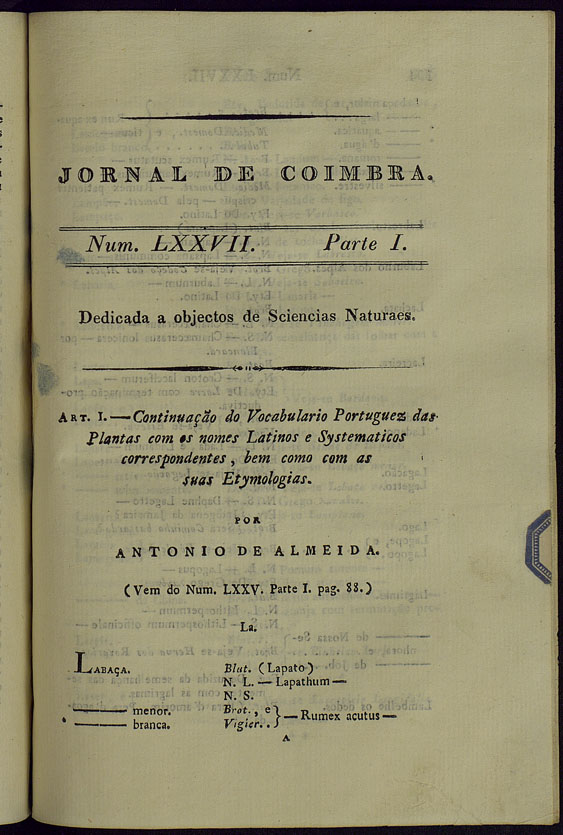 JORNAL DE COIMBRA.
Num. LXXVII. Parte I.
Dedicada a objectos de Sciencias Naturaes.
ART. I. — Continuação do Vocabulario Portuguez das
Plantas com os nomes Latinos e Systematicos
correspondentes, bem como com as
suas Etymologias.
POR
ANTONIO DE ALMEIDA.
(Vem do Num. LXXV. Parte I. pag. 88.)
La.
LABAÇA. Blut. (Lapato)
N. L. — Lapathum —
N. S.
——— menor. Brot., e } — Rumex acutus —
——— branca. Vigier.. }
A